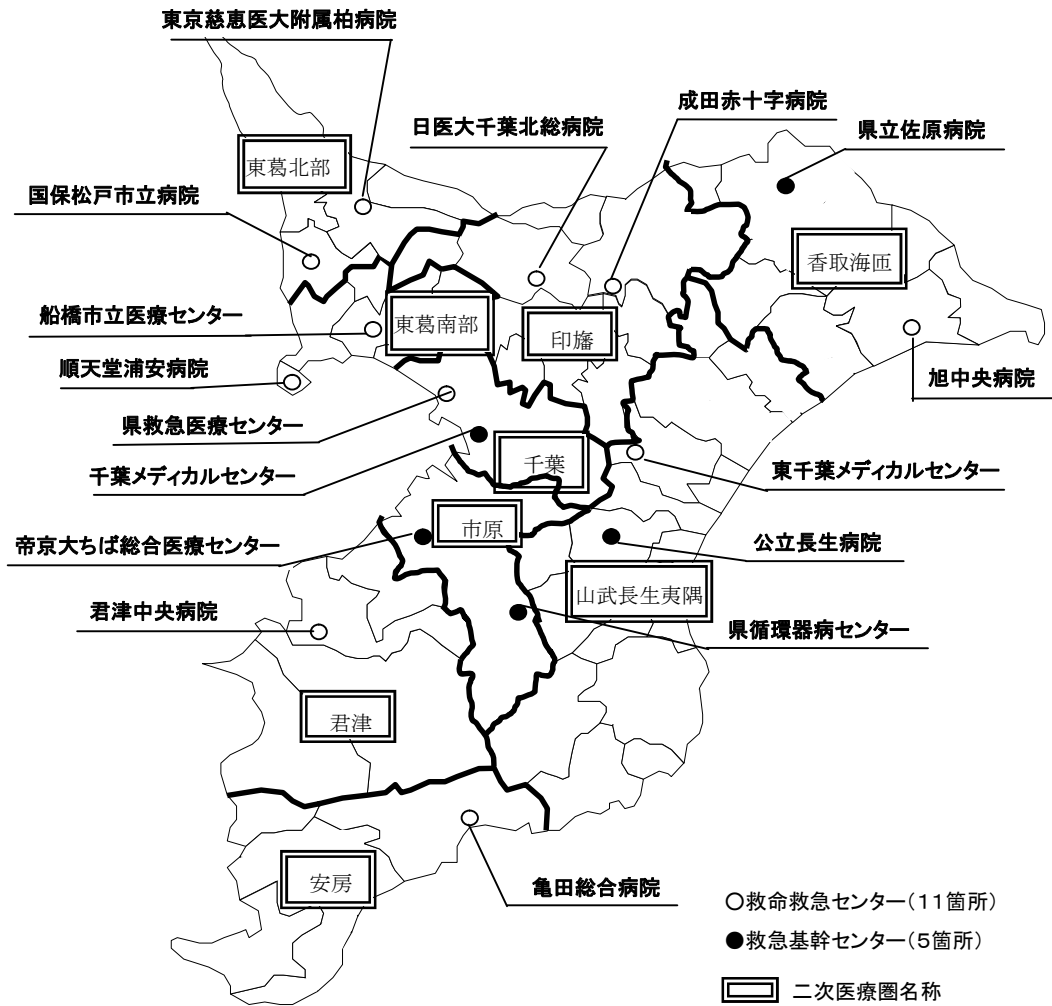 東京慈恵医大附属柏病院
成田赤十字病院
日医大千葉北総病院
県立佐原病院
東葛北部
国保松戸市立病院
香取海匝
船橋市立医療センター
東葛南部
印旛
順天堂浦安病院
旭中央病院
県救急医療センター
千葉
千葉メディカルセンター
東千葉メディカルセンター
市原
帝京大ちば総合医療センター
公立長生病院
山武長生夷隅
君津中央病院
県循環器病センター
君津
安房
亀田総合病院
○救命救急センター(11箇所)
●救急基幹センター(5箇所)
二次医療圏名称